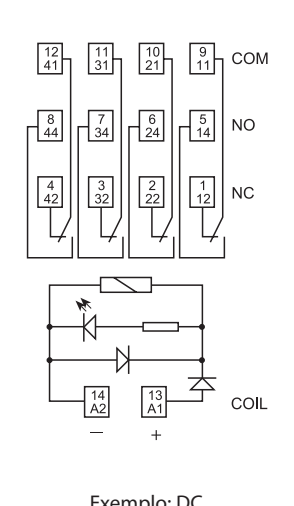 12 11 10 9
41 31 21 11 COM
8 7 6 5
44 34 24 14 NO
4 3 2 1
42 32 22 12 NC
14 13
A2 A1 COIL
— +
Exemplo: DC